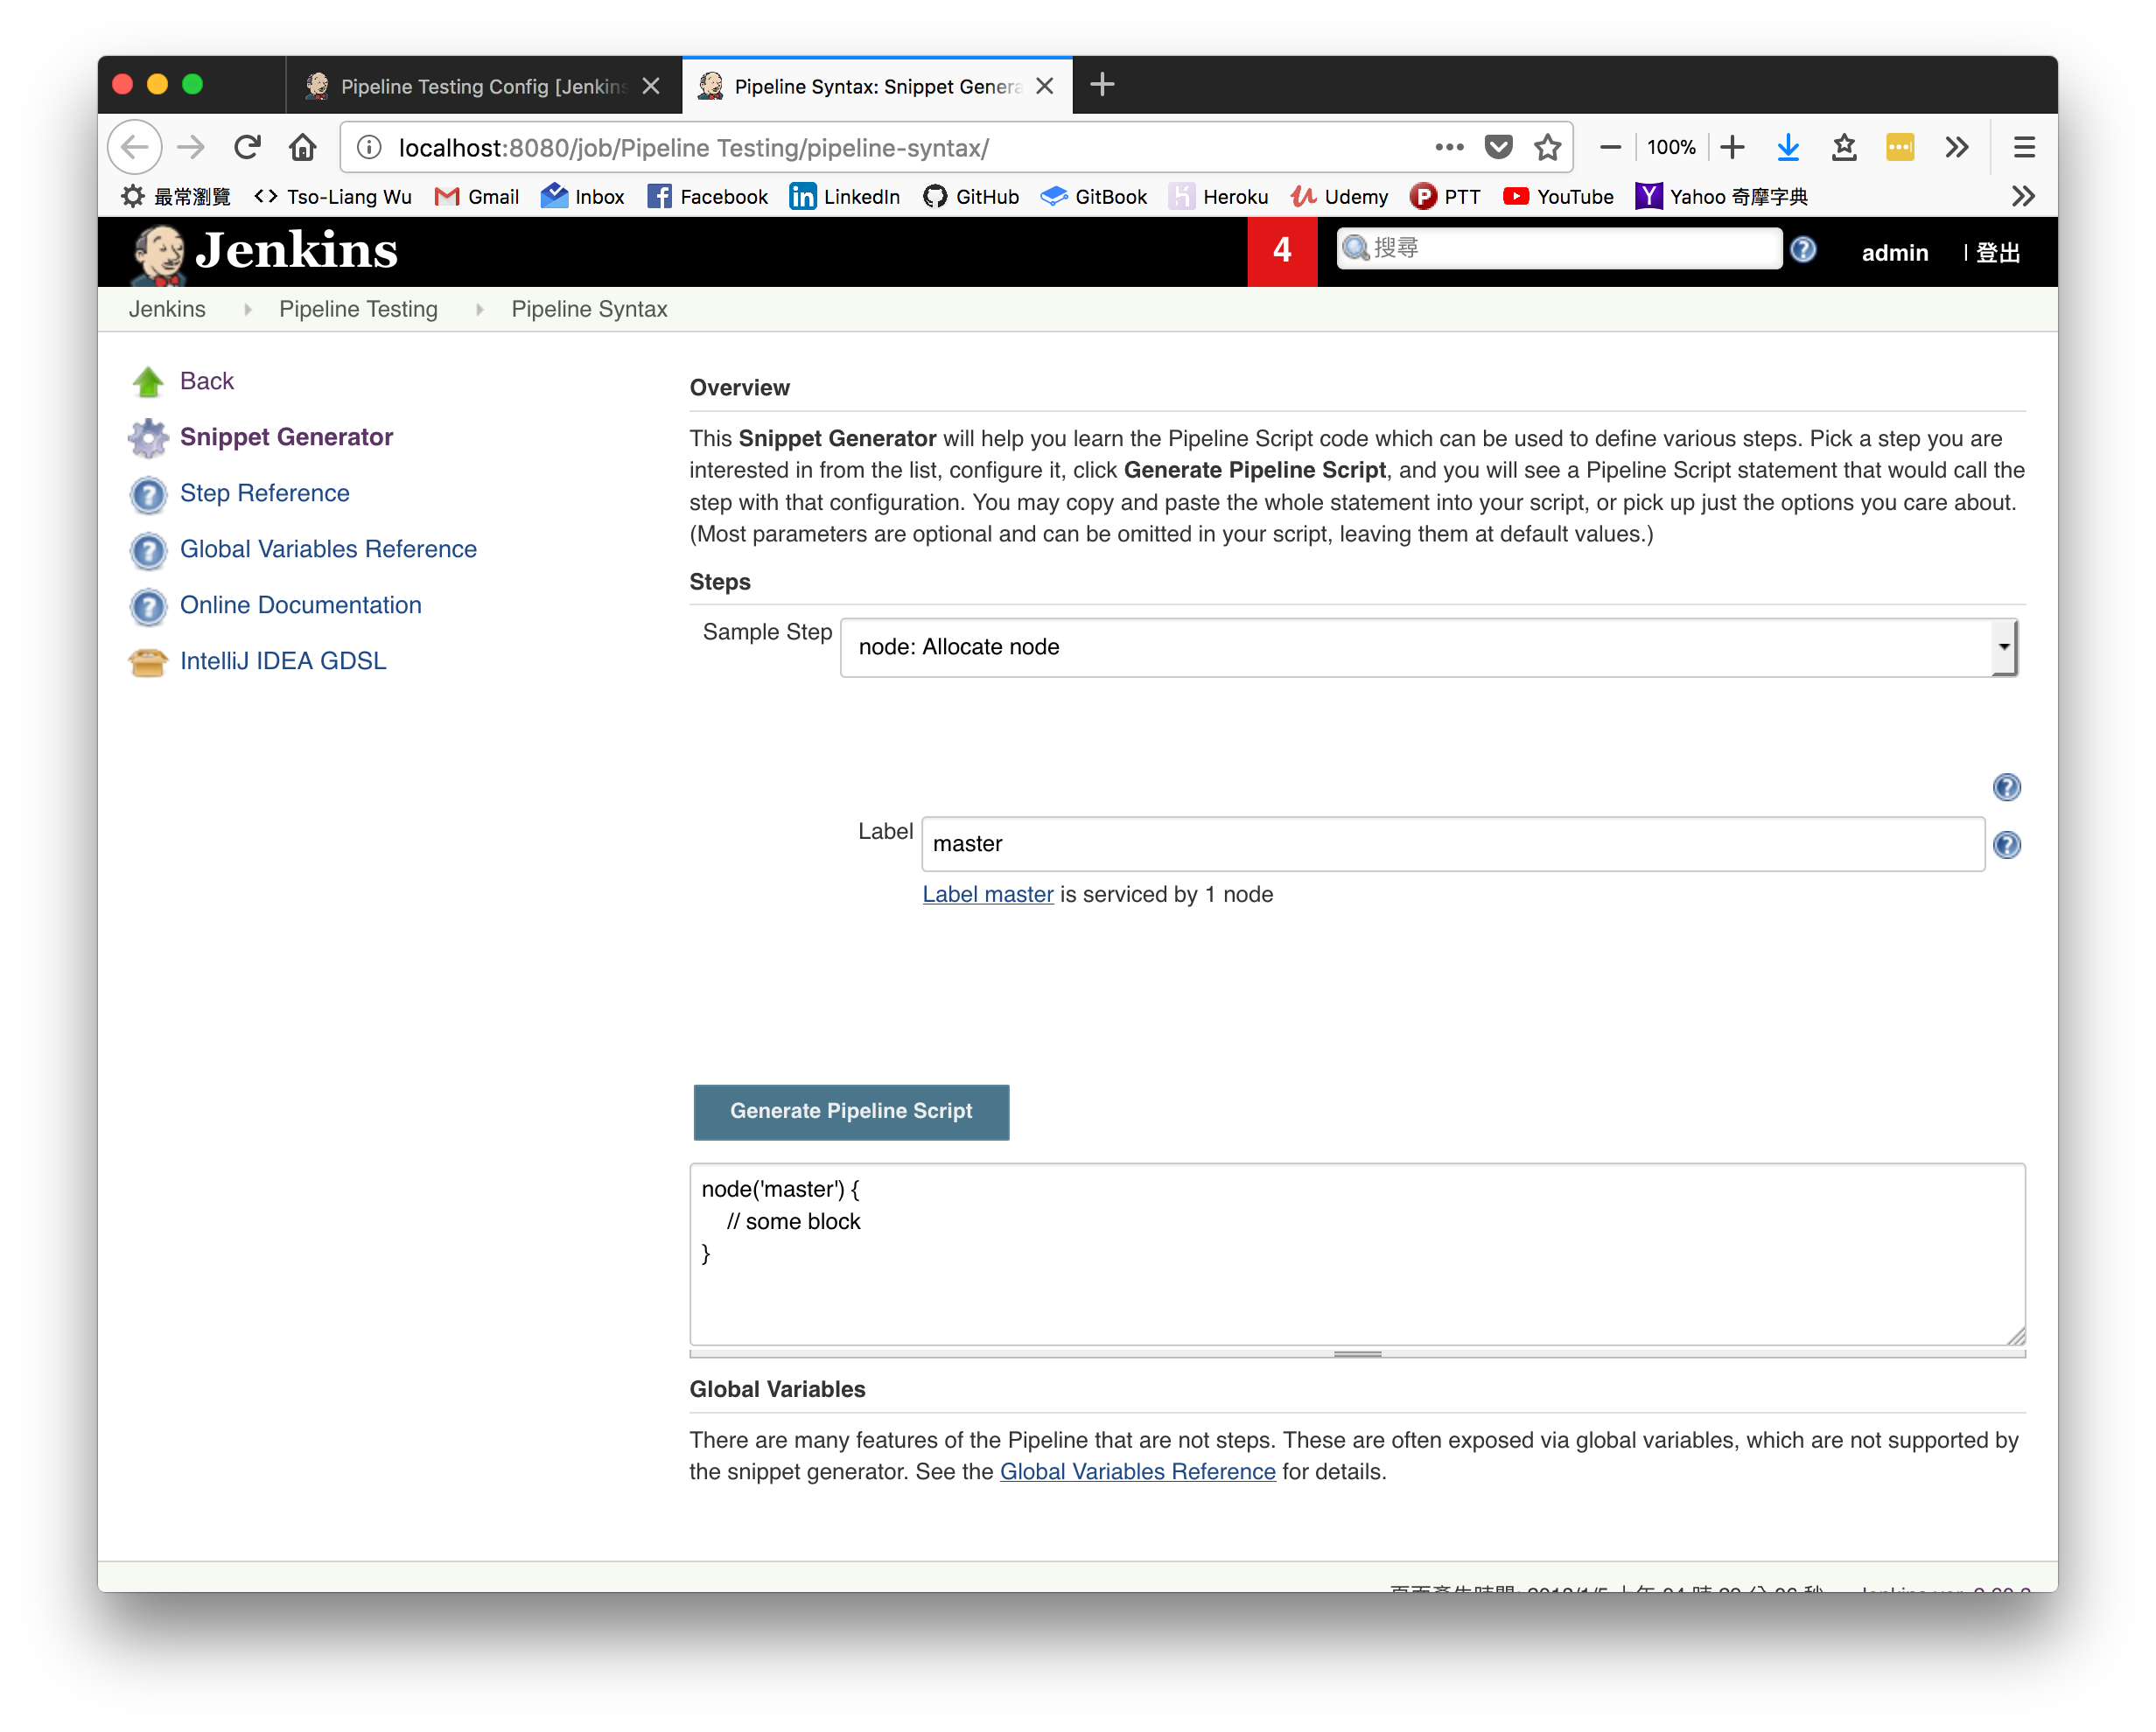 Pipeline Testing Config [Jenkins
Pipeline Syntax: Snippet Genera
localhost:8080/job/Pipeline Testing/pipeline-syntax/
100%
最常瀏覽 Tso-Liang Wu Gmail Inbox Facebook LinkedIn GitHub GitBook Heroku Udemy PTT YouTube Yahoo 奇摩字典
Jenkins 4 搜尋 admin | 登出
Jenkins Pipeline Testing Pipeline Syntax
Back
Snippet Generator
Step Reference
Global Variables Reference
Online Documentation
IntelliJ IDEA GDSL
Overview
This Snippet Generator will help you learn the Pipeline Script code which can be used to define various steps. Pick a step you are
interested in from the list, configure it, click Generate Pipeline Script, and you will see a Pipeline Script statement that would call the
step with that configuration. You may copy and paste the whole statement into your script, or pick up just the options you care about.
(Most parameters are optional and can be omitted in your script, leaving them at default values.)
Steps
Sample Step node: Allocate node
Label master
Label master is serviced by 1 node
Generate Pipeline Script
node('master') {
// some block
}
Global Variables
There are many features of the Pipeline that are not steps. These are often exposed via global variables, which are not supported by
the snippet generator. See the Global Variables Reference for details.